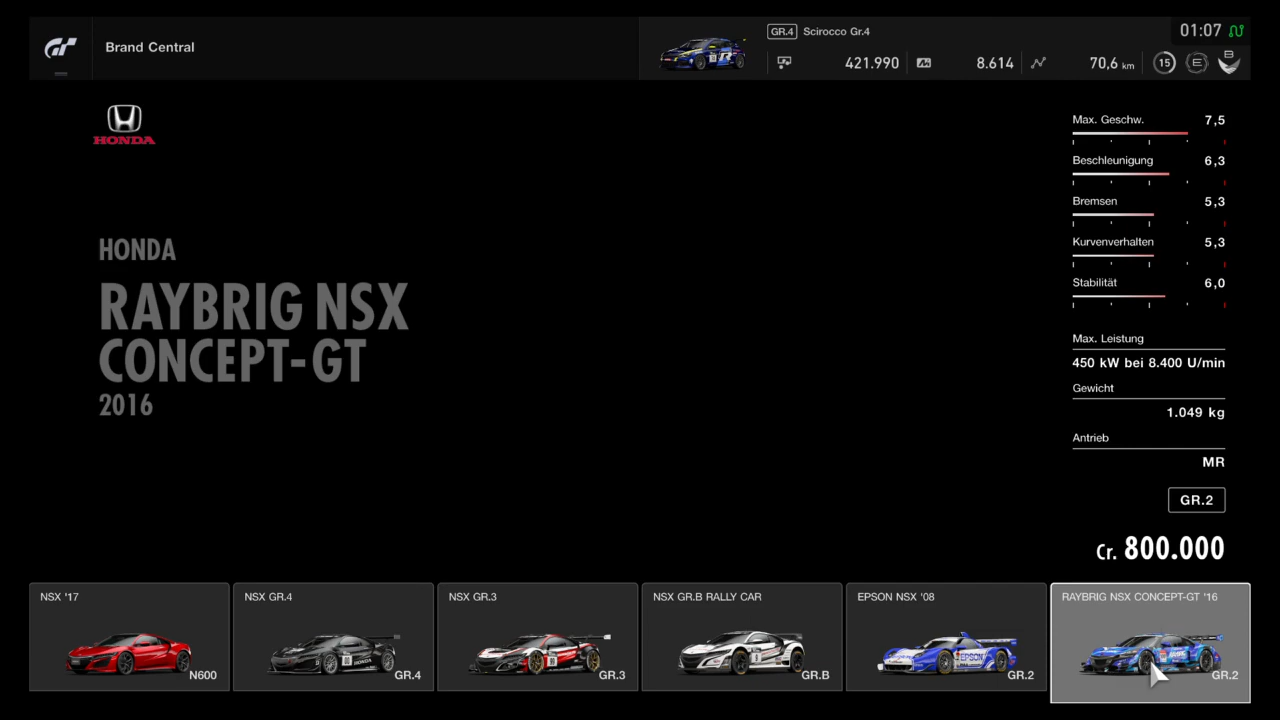 Brand Central
GR.4 Scirocco Gr.4
01:07
421.990 8.614 70,6 km 15 E B
HONDA
HONDA
RAYBRIG NSX
CONCEPT-GT
2016
Max. Geschw. 7,5
Beschleunigung 6,3
Bremsen 5,3
Kurvenverhalten 5,3
Stabilität 6,0
Max. Leistung
450 kW bei 8.400 U/min
Gewicht
1.049 kg
Antrieb
MR
GR.2
Cr. 800.000
NSX '17
N600
NSX GR.4
GR.4
NSX GR.3
GR.3
NSX GR.B RALLY CAR
GR.B
EPSON NSX '08
EPSON
GR.2
RAYBRIG NSX CONCEPT-GT '16
GR.2